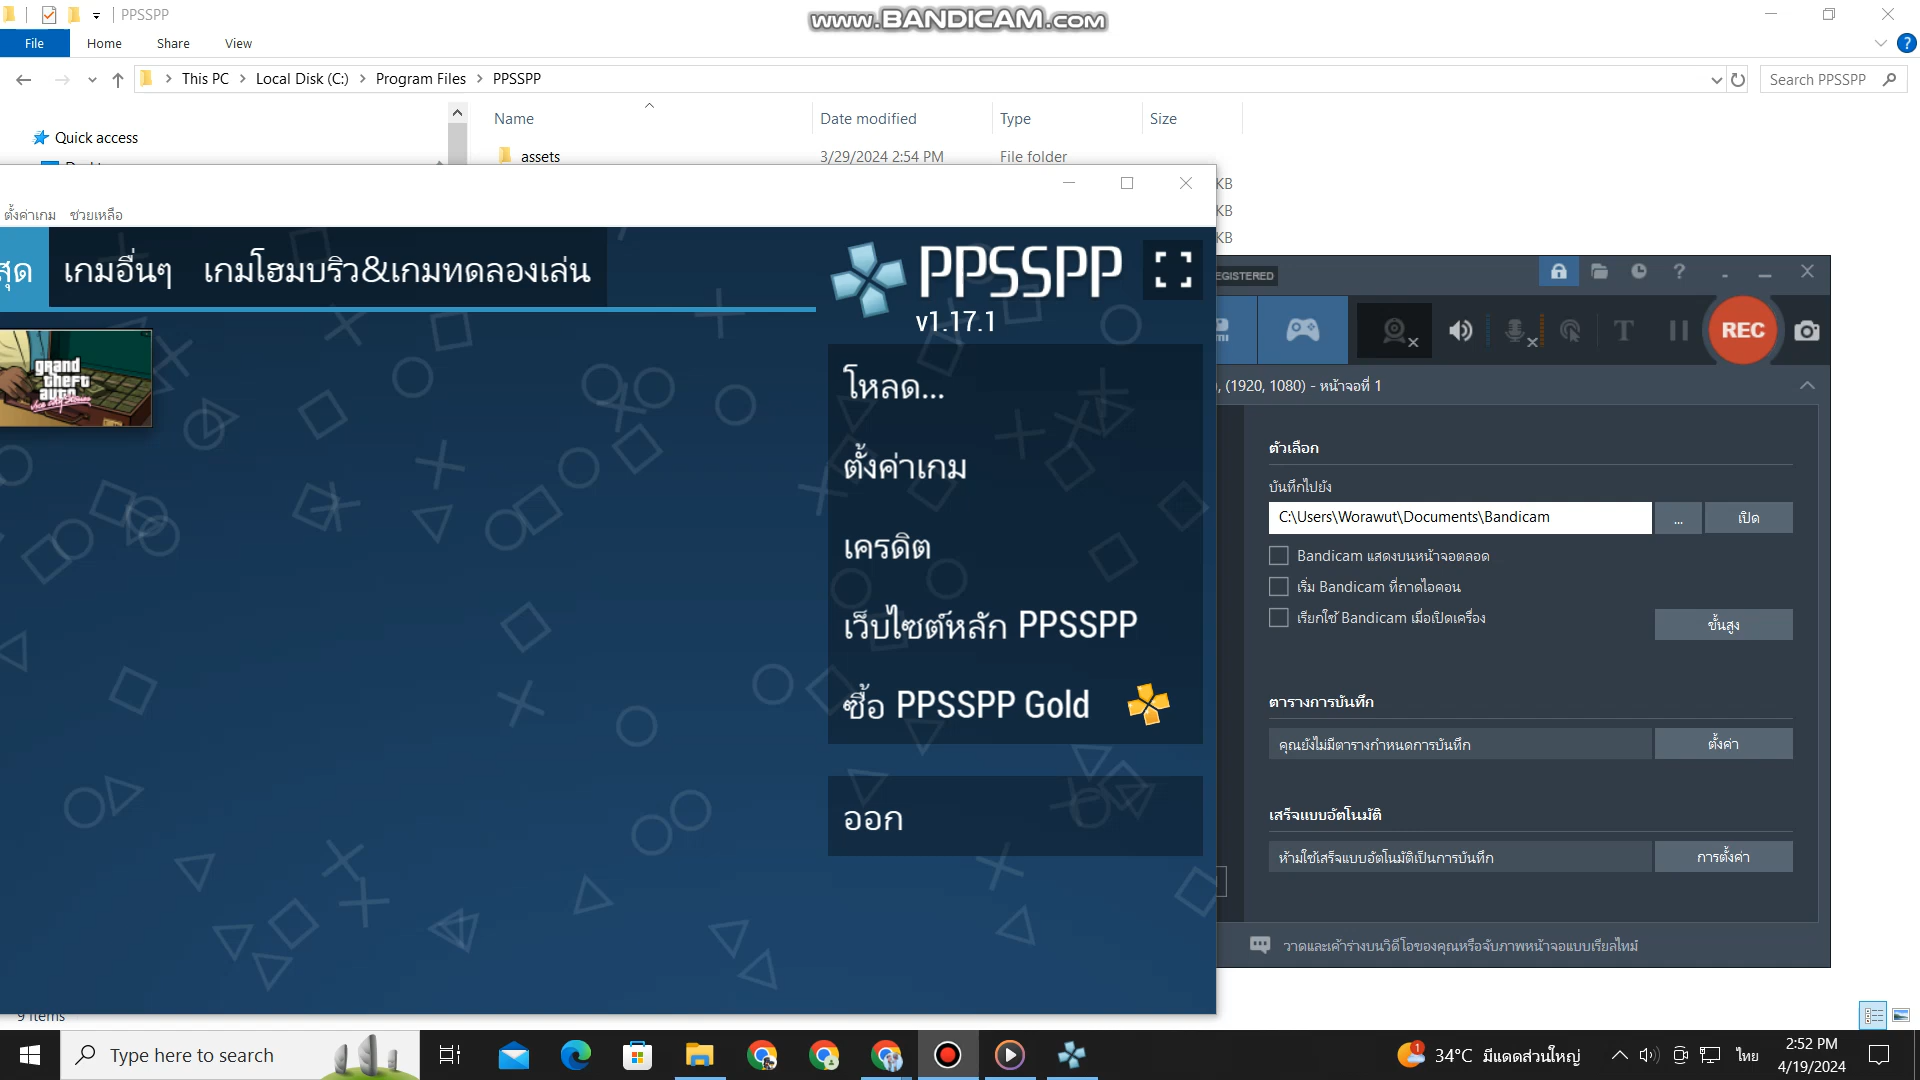 PPSSPP
www.BANDICAM.com
File Home Share View
This PC Local Disk (C:) Program Files PPSSPP
Search PPSSPP
Name Date modified Type Size
Quick access
assets 3/29/2024 2:54 PM File folder
KB
KB
KB
ตั้งค่าเกม ช่วยเหลือ
สุด เกมอื่นๆ เกมโฮมบริว&เกมทดลองเล่น
PPSSPP
v1.17.1
grand
theft
auto
Vice City Stories
โหลด...
ตั้งค่าเกม
เครดิต
เว็บไซต์หลัก PPSSPP
ซื้อ PPSSPP Gold
ออก
EGISTERED
REC
, (1920, 1080) - หน้าจอที่ 1
ตัวเลือก
บันทึกไปยัง
C:\Users\Worawut\Documents\Bandicam
...
เปิด
Bandicam แสดงบนหน้าจอตลอด
เริ่ม Bandicam ที่ถาดไอคอน
เรียกใช้ Bandicam เมื่อเปิดเครื่อง
ขั้นสูง
ตารางการบันทึก
คุณยังไม่มีตารางกำหนดการบันทึก
ตั้งค่า
เสร็จแบบอัตโนมัติ
ห้ามใช้เสร็จแบบอัตโนมัติเป็นการบันทึก
การตั้งค่า
วาดและเค้าร่างบนวิดีโอของคุณหรือจับภาพหน้าจอแบบเรียลไหม่
9 items
Type here to search
1
34°C มีแดดส่วนใหญ่
ไทย
2:52 PM
4/19/2024